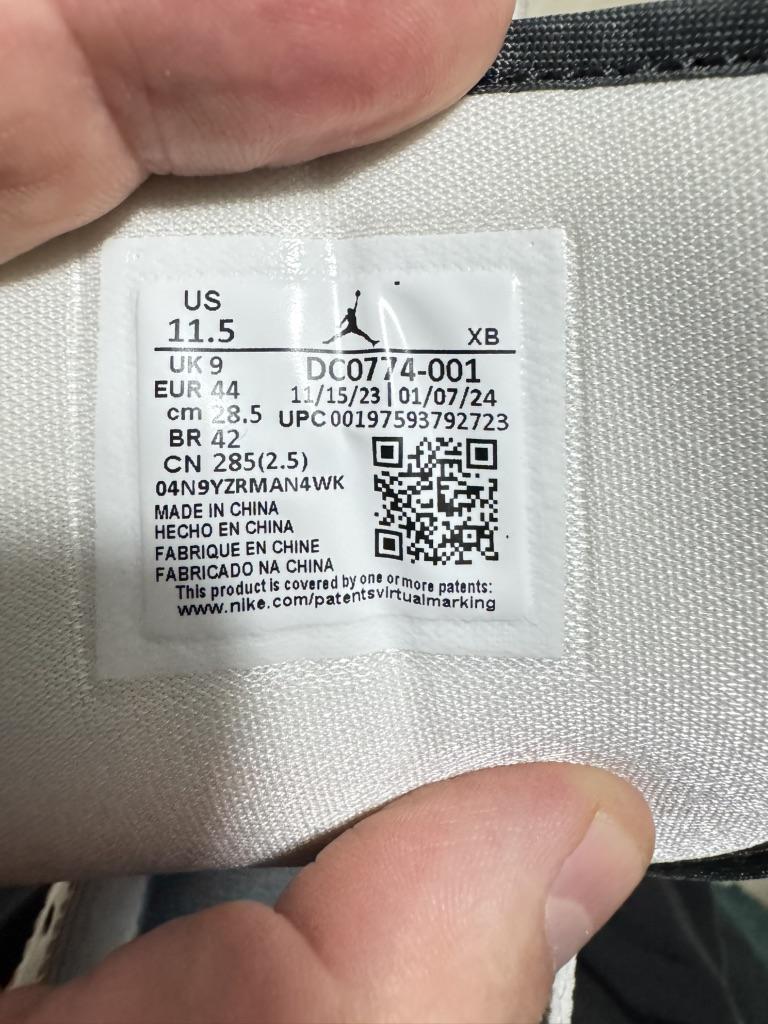 US
11.5
XB
UK 9
DC0774-001
EUR 44
11/15/23 | 01/07/24
cm 28.5
UPC00197593792723
BR 42
CN 285(2.5)
04N9YZRMAN4WK
MADE IN CHINA
HECHO EN CHINA
FABRIQUE EN CHINE
FABRICADO NA CHINA
This product is covered by one or more patents:
www.nike.com/patentsvirtualmarking